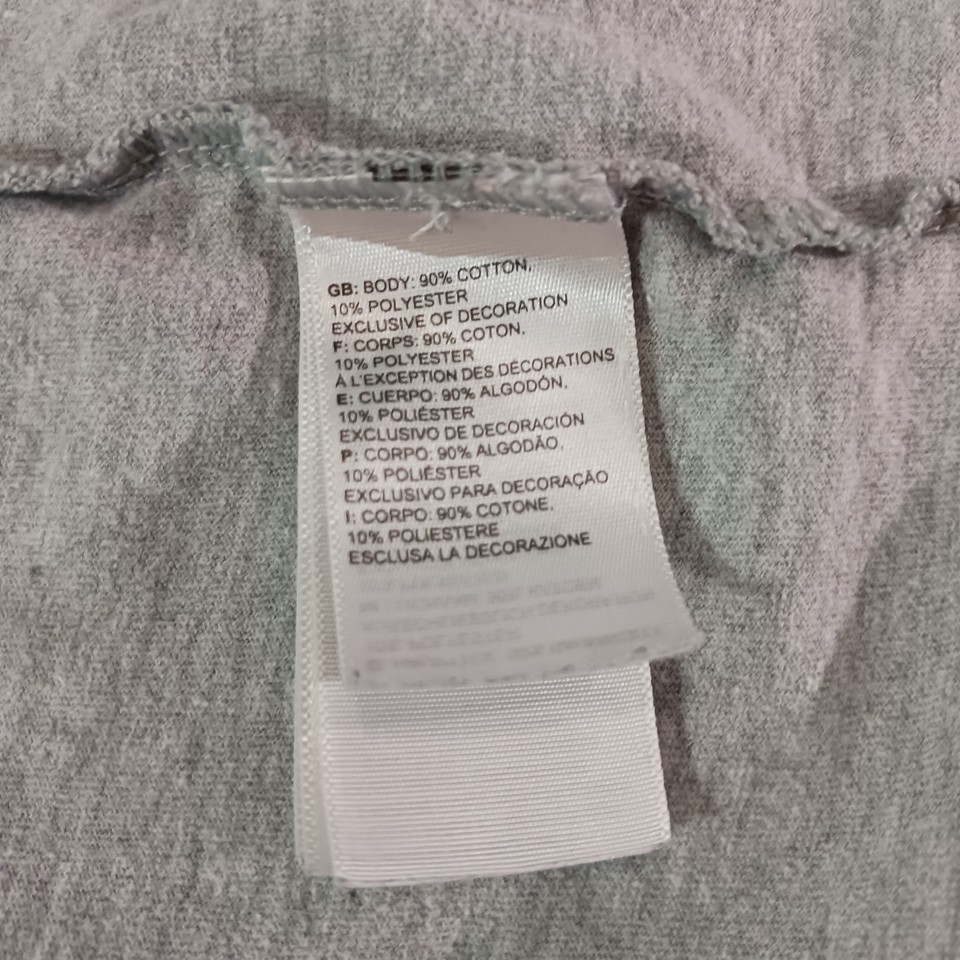 GB: BODY: 90% COTTON,
10% POLYESTER
EXCLUSIVE OF DECORATION
F: CORPS: 90% COTON,
10% POLYESTER
À L'EXCEPTION DES DÉCORATIONS
E: CUERPO: 90% ALGODÓN,
10% POLIÉSTER
EXCLUSIVO DE DECORACIÓN
P: CORPO: 90% ALGODÃO,
10% POLIÉSTER
EXCLUSIVO PARA DECORAÇÃO
I: CORPO: 90% COTONE,
10% POLIESTERE
ESCLUSA LA DECORAZIONE